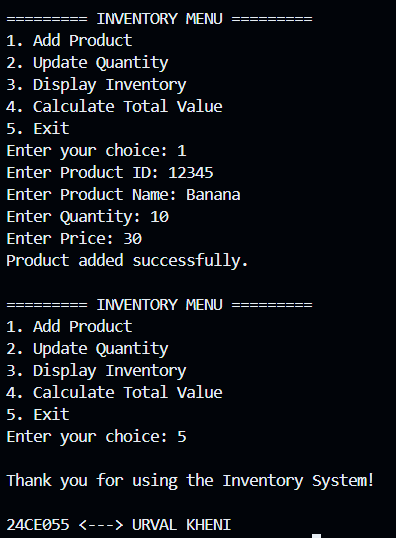 ========= INVENTORY MENU =========
1. Add Product
2. Update Quantity
3. Display Inventory
4. Calculate Total Value
5. Exit
Enter your choice: 1
Enter Product ID: 12345
Enter Product Name: Banana
Enter Quantity: 10
Enter Price: 30
Product added successfully.

========= INVENTORY MENU =========
1. Add Product
2. Update Quantity
3. Display Inventory
4. Calculate Total Value
5. Exit
Enter your choice: 5

Thank you for using the Inventory System!

24CE055 <---> URVAL KHENI